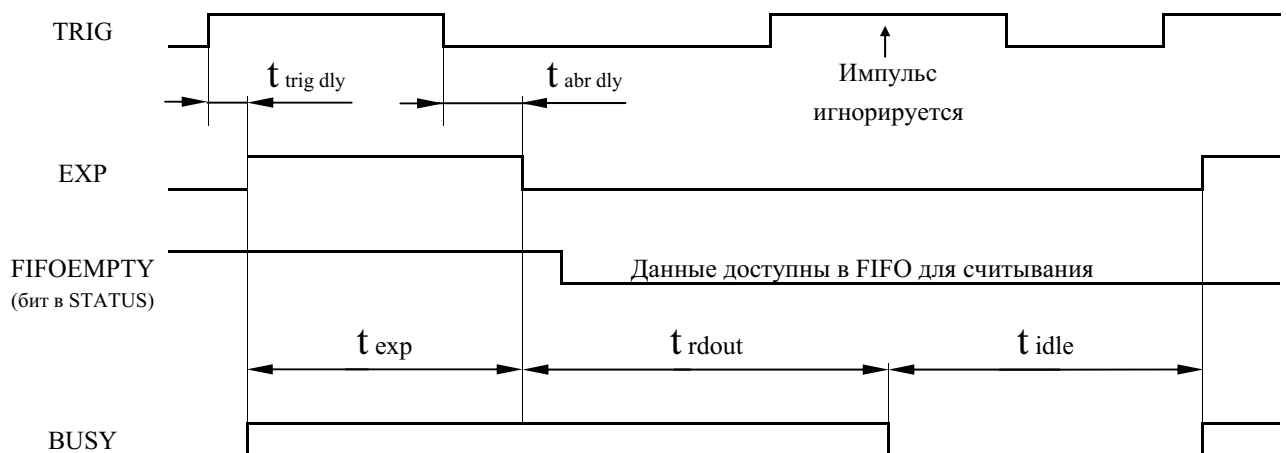 TRIG
t trig dly
t abr dly
Импульс
игнорируется
EXP
FIFOEMPTY
(бит в STATUS)
Данные доступны в FIFO для считывания
t exp
t rdout
t idle
BUSY